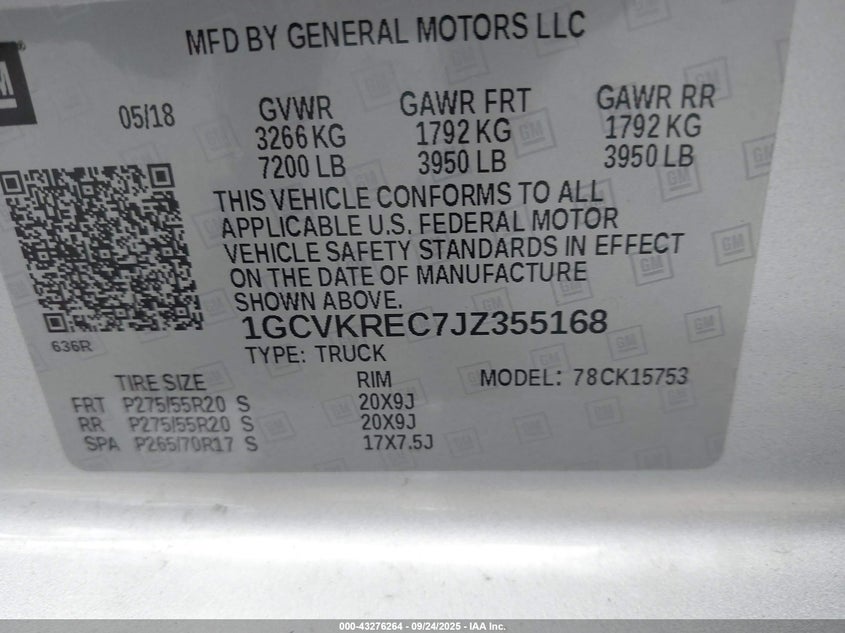 MFD BY GENERAL MOTORS LLC
GM
05/18 GVWR GAWR FRT GAWR RR
3266 KG 1792 KG 1792 KG
7200 LB 3950 LB 3950 LB
THIS VEHICLE CONFORMS TO ALL
APPLICABLE U.S. FEDERAL MOTOR
VEHICLE SAFETY STANDARDS IN EFFECT
ON THE DATE OF MANUFACTURE
SHOWN ABOVE.
1GCVKREC7JZ355168
636R
TYPE: TRUCK
TIRE SIZE RIM MODEL: 78CK15753
FRT P275/55R20 S 20X9J
RR P275/55R20 S 20X9J
SPA P265/70R17 S 17X7.5J
000-43276264 - 09/24/2025 - IAA Inc.